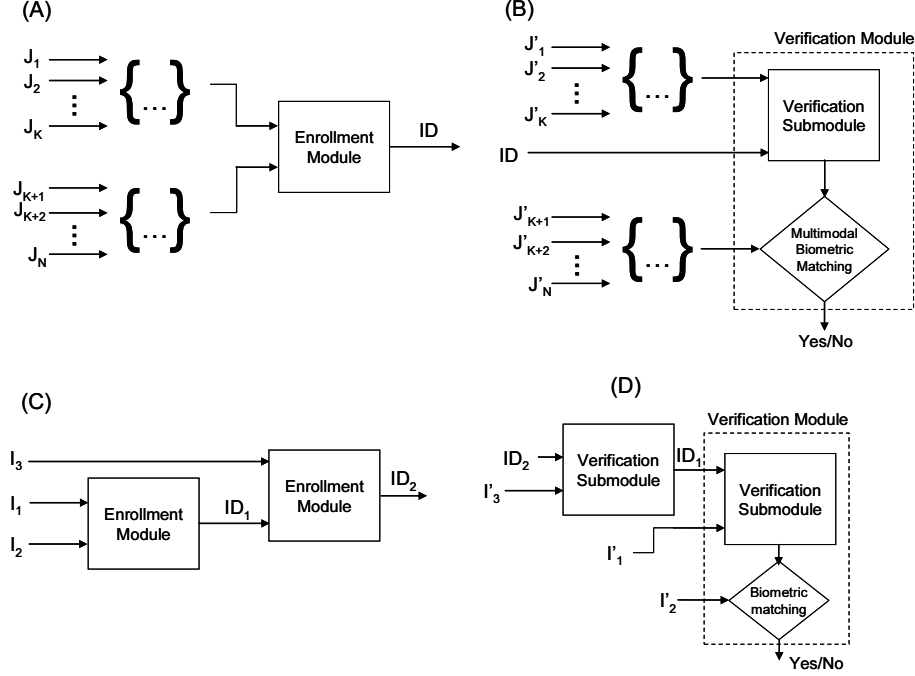 (A)
J1
J2
⋮
JK
{...}
JK+1
JK+2
⋮
JN
{...}
Enrollment
Module
ID
(B)
J'1
J'2
⋮
J'K
{...}
ID
J'K+1
J'K+2
⋮
J'N
{...}
Verification Module
Verification
Submodule
Multimodal
Biometric
Matching
Yes/No
(C)
I3
I1
I2
Enrollment
Module
ID1
Enrollment
Module
ID2
(D)
ID2
I'3
Verification
Submodule
ID1
I'1
I'2
Verification Module
Verification
Submodule
Biometric
matching
Yes/No